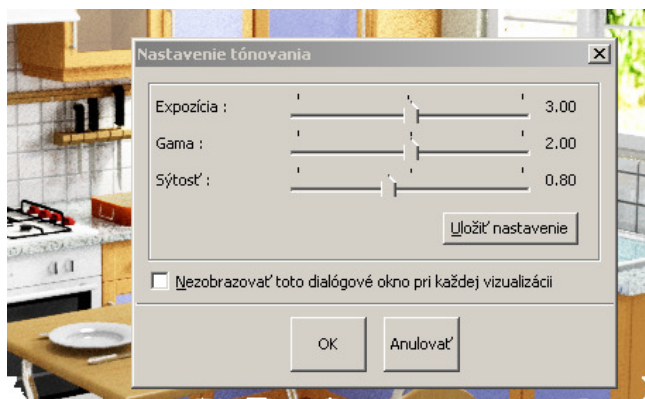 Nastavenie tónovania
Expozícia : 3.00
Gama : 2.00
Sýtosť : 0.80
Uložiť nastavenie
Nezobrazovať toto dialógové okno pri každej vizualizácii
OK Anulovať